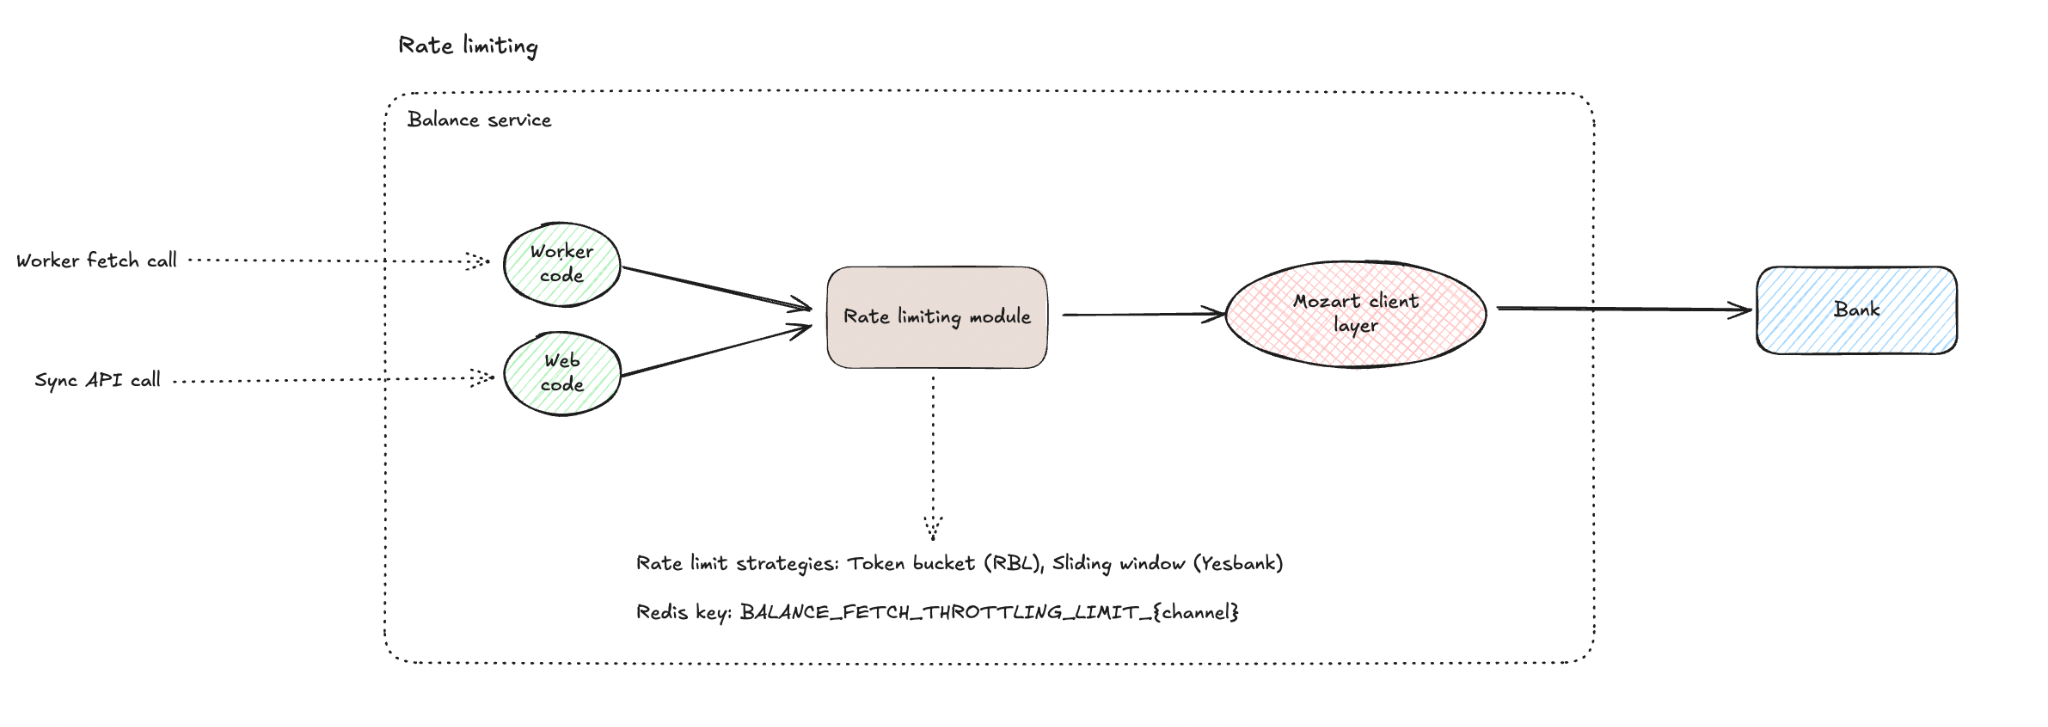 Rate limiting
Balance service
Worker fetch call
Worker
code
Sync API call
Web
code
Rate limiting module
Mozart client
layer
Bank
Rate limit strategies: Token bucket (RBL), Sliding window (Yesbank)
Redis key: BALANCE_FETCH_THROTTLING_LIMIT_{channel}